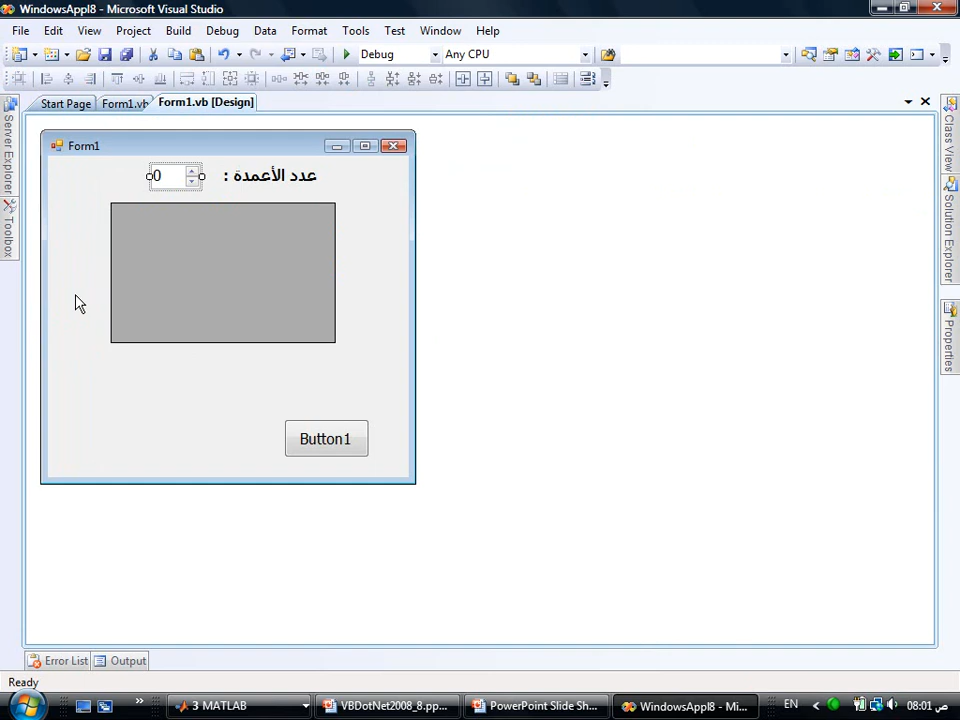 WindowsAppl8 - Microsoft Visual Studio
File Edit View Project Build Debug Data Format Tools Test Window Help
Debug Any CPU
Start Page Form1.vb Form1.vb [Design]
Server Explorer
Toolbox
Class View
Solution Explorer
Properties
Form1
عدد الأعمدة : 0
Button1
Error List Output
Ready
3 MATLAB VBDotNet2008_8.pp... PowerPoint Slide Sh... WindowsAppl8 - Mi... EN 08:01 ص